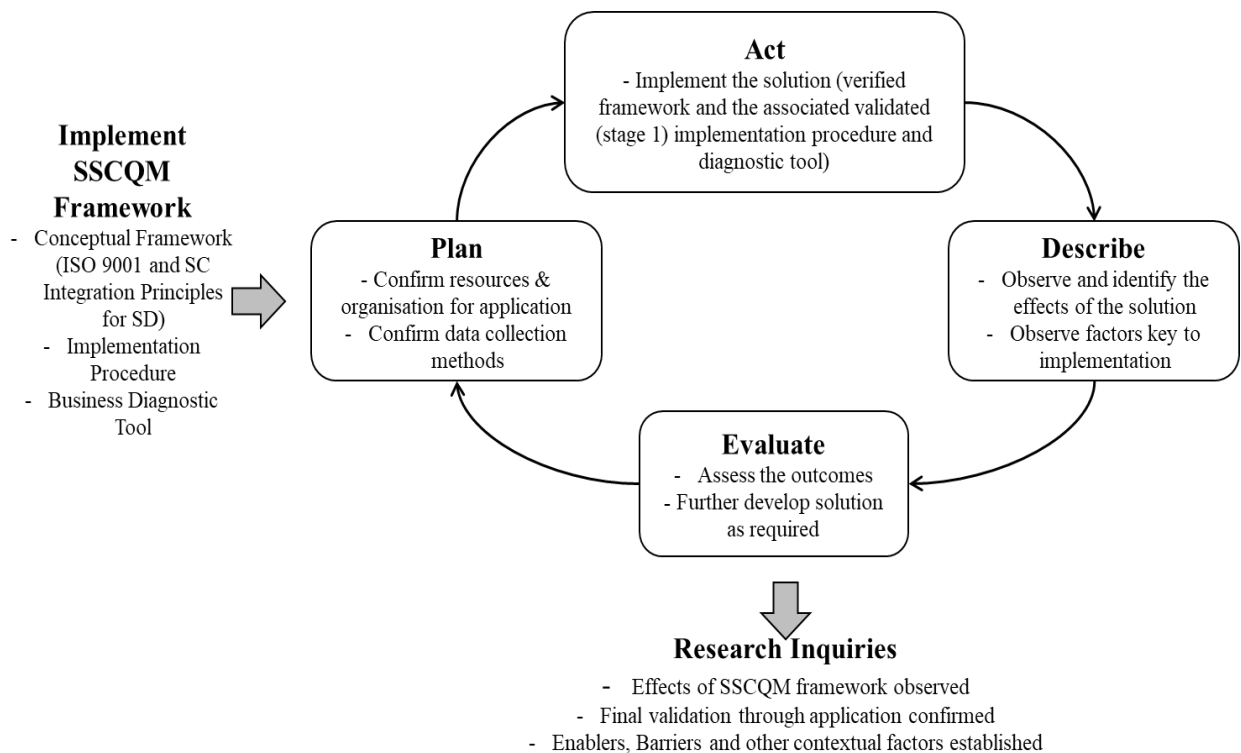 Implement
SSCQM
Framework
- Conceptual Framework
(ISO 9001 and SC
Integration Principles
for SD)
- Implementation
Procedure
- Business Diagnostic
Tool
Plan
- Confirm resources &
organisation for application
- Confirm data collection
methods
Act
- Implement the solution (verified
framework and the associated validated
(stage 1) implementation procedure and
diagnostic tool)
Describe
- Observe and identify the
effects of the solution
- Observe factors key to
implementation
Evaluate
- Assess the outcomes
- Further develop solution
as required
Research Inquiries
- Effects of SSCQM framework observed
- Final validation through application confirmed
- Enablers, Barriers and other contextual factors established